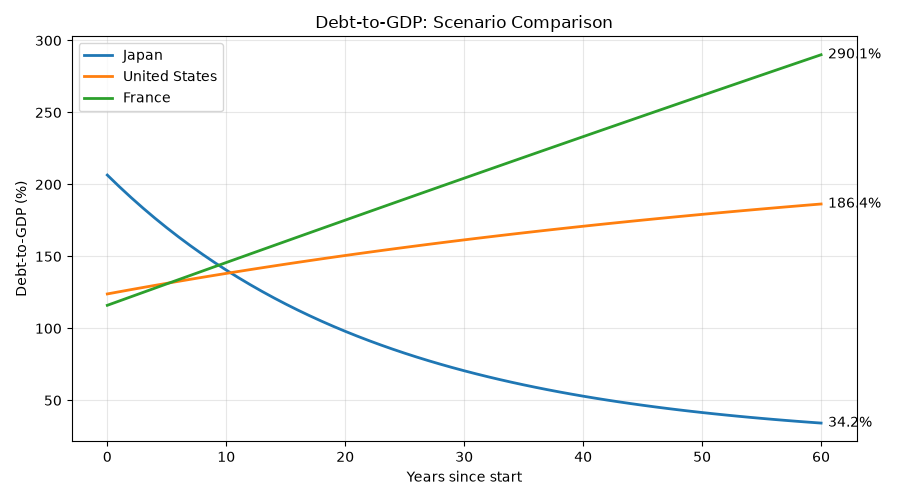 Debt-to-GDP: Scenario Comparison
Japan
United States
France
300
250
200
150
100
50
Debt-to-GDP (%)
290.1%
186.4%
34.2%
0 10 20 30 40 50 60
Years since start